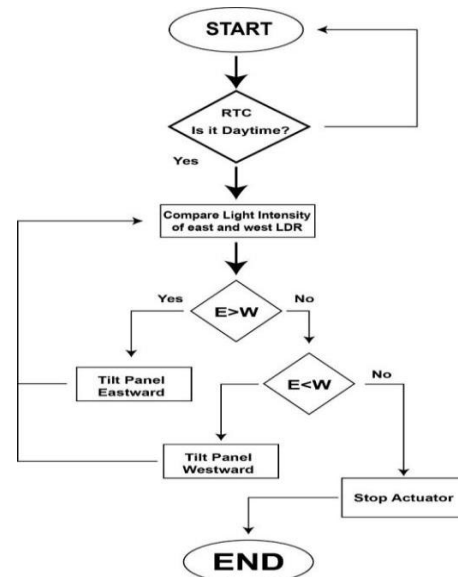 START
RTC
Is it Daytime?
Yes
Compare Light Intensity
of east and west LDR
Yes
No
E>W
Tilt Panel
Eastward
E<W
No
Tilt Panel
Westward
Stop Actuator
END